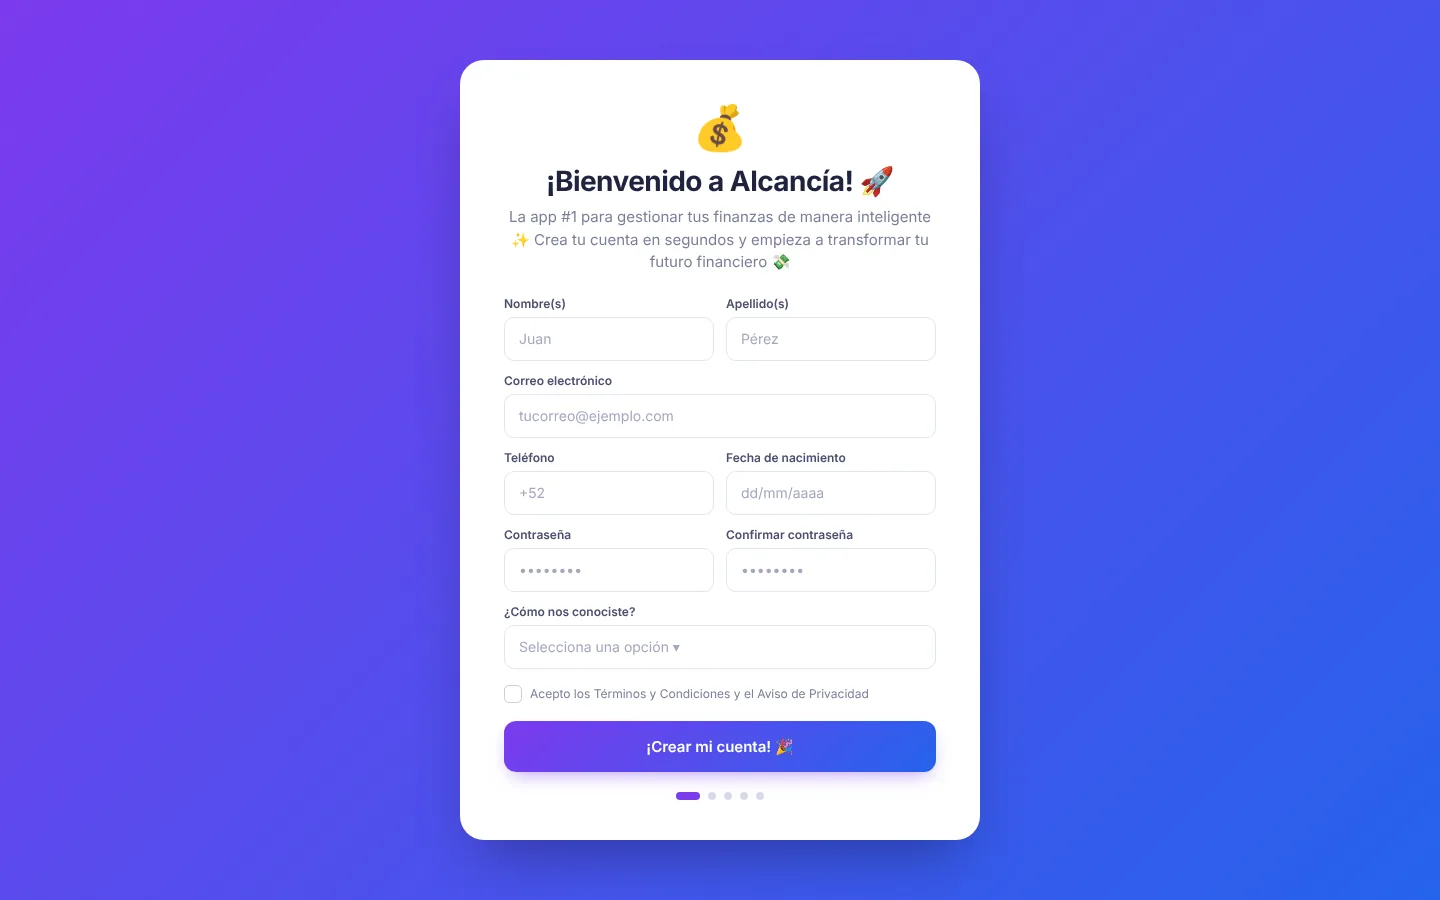 ¡Bienvenido a Alcancía! 🚀
La app #1 para gestionar tus finanzas de manera inteligente
✨ Crea tu cuenta en segundos y empieza a transformar tu
futuro financiero 💸
Nombre(s)
Apellido(s)
Juan
Pérez
Correo electrónico
tucorreo@ejemplo.com
Teléfono
Fecha de nacimiento
+52
dd/mm/aaaa
Contraseña
Confirmar contraseña
••••••••
••••••••
¿Cómo nos conociste?
Selecciona una opción ▾
Acepto los Términos y Condiciones y el Aviso de Privacidad
¡Crear mi cuenta! 🎉